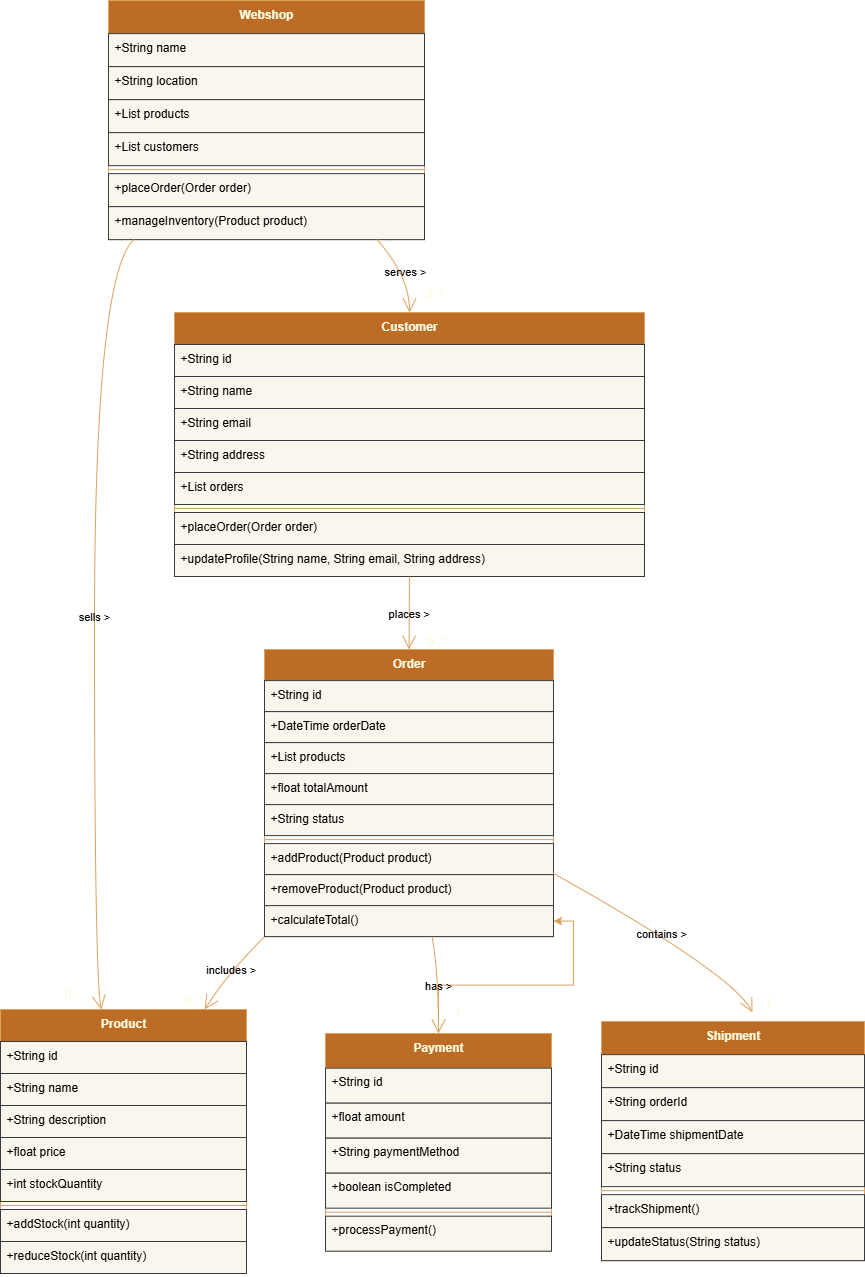 Webshop
+String name
+String location
+List products
+List customers
+placeOrder(Order order)
+manageInventory(Product product)
serves >
0..*
Customer
+String id
+String name
+String email
+String address
+List orders
+placeOrder(Order order)
+updateProfile(String name, String email, String address)
sells >
places >
0..*
Order
+String id
+DateTime orderDate
+List products
+float totalAmount
+String status
+addProduct(Product product)
+removeProduct(Product product)
+calculateTotal()
contains >
includes >
has >
0..*
1
1
Product
+String id
+String name
+String description
+float price
+int stockQuantity
+addStock(int quantity)
+reduceStock(int quantity)
Payment
+String id
+float amount
+String paymentMethod
+boolean isCompleted
+processPayment()
Shipment
+String id
+String orderId
+DateTime shipmentDate
+String status
+trackShipment()
+updateStatus(String status)